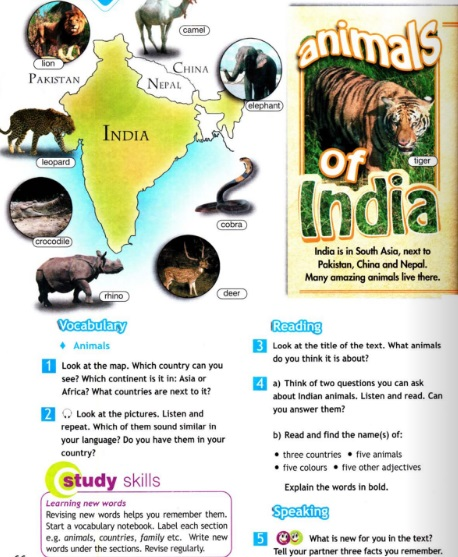 camel
lion
PAKISTAN
CHINA
NEPAL
elephant
INDIA
leopard
cobra
crocodile
rhino
deer
animals
of
India
tiger
India is in South Asia, next to
Pakistan, China and Nepal.
Many amazing animals live there.
Vocabulary
♦ Animals
1 Look at the map. Which country can you
see? Which continent is it in: Asia or
Africa? What countries are next to it?
2 Look at the pictures. Listen and
repeat. Which of them sound similar in
your language? Do you have them in your
country?
study skills
Learning new words
Revising new words helps you remember them.
Start a vocabulary notebook. Label each section
e.g. animals, countries, family etc. Write new
words under the sections. Revise regularly.
Reading
3 Look at the title of the text. What animals
do you think it is about?
4 a) Think of two questions you can ask
about Indian animals. Listen and read. Can
you answer them?
b) Read and find the name(s) of:
• three countries • five animals
• five colours • five other adjectives
Explain the words in bold.
Speaking
5 What is new for you in the text?
Tell your partner three facts you remember.